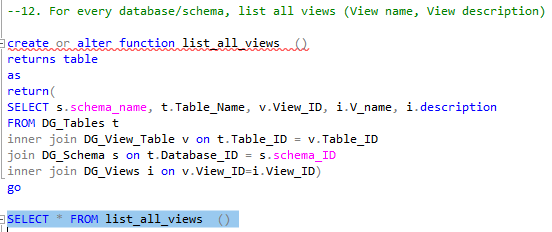 --12. For every database/schema, list all views (View name, View description)
create or alter function list_all_views  ()
returns table
as
return(
SELECT s.schema_name, t.Table_Name, v.View_ID, i.V_name, i.description
FROM DG_Tables t
inner join DG_View_Table v on t.Table_ID = v.Table_ID
join DG_Schema s on t.Database_ID = s.schema_ID
inner join DG_Views i on v.View_ID=i.View_ID)
go
SELECT * FROM list_all_views  ()